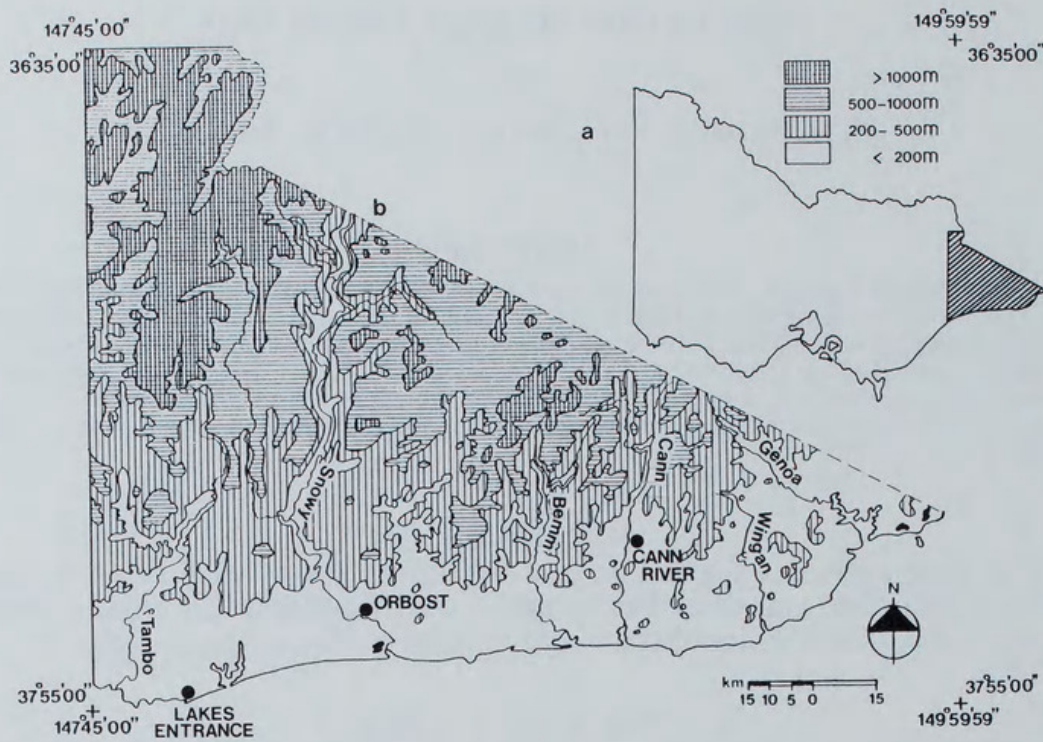 147°45'00"
36°35'00"
149°59'59"
36°35'00"
> 1000m
500–1000m
200– 500m
< 200m
a
b
Snowy
Bemm
Cann
Genoa
Wingan
CANN
RIVER
ORBOST
Tambo
N
LAKES
ENTRANCE
37°55'00"
147°45'00"
km
15 10 5 0 15
37°55'00"
149°59'59"